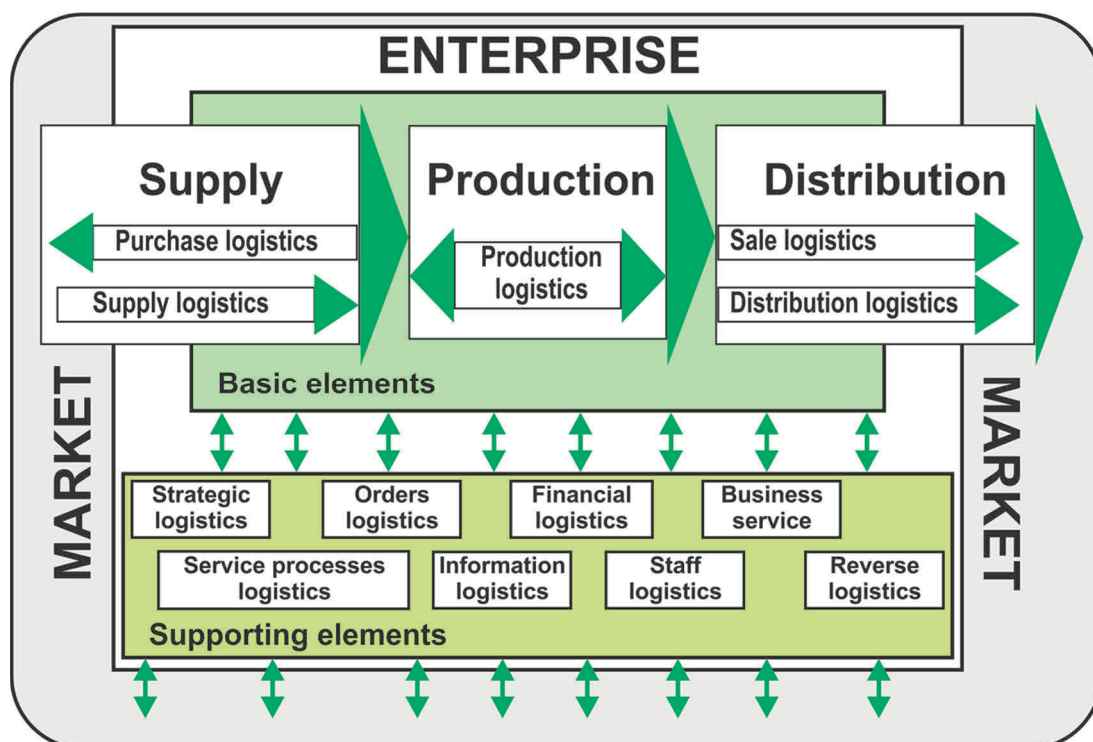 ENTERPRISE
Supply
Purchase logistics
Supply logistics
Production
Production
logistics
Distribution
Sale logistics
Distribution logistics
Basic elements
MARKET
MARKET
Strategic
logistics
Orders
logistics
Financial
logistics
Business
service
Service processes
logistics
Information
logistics
Staff
logistics
Reverse
logistics
Supporting elements